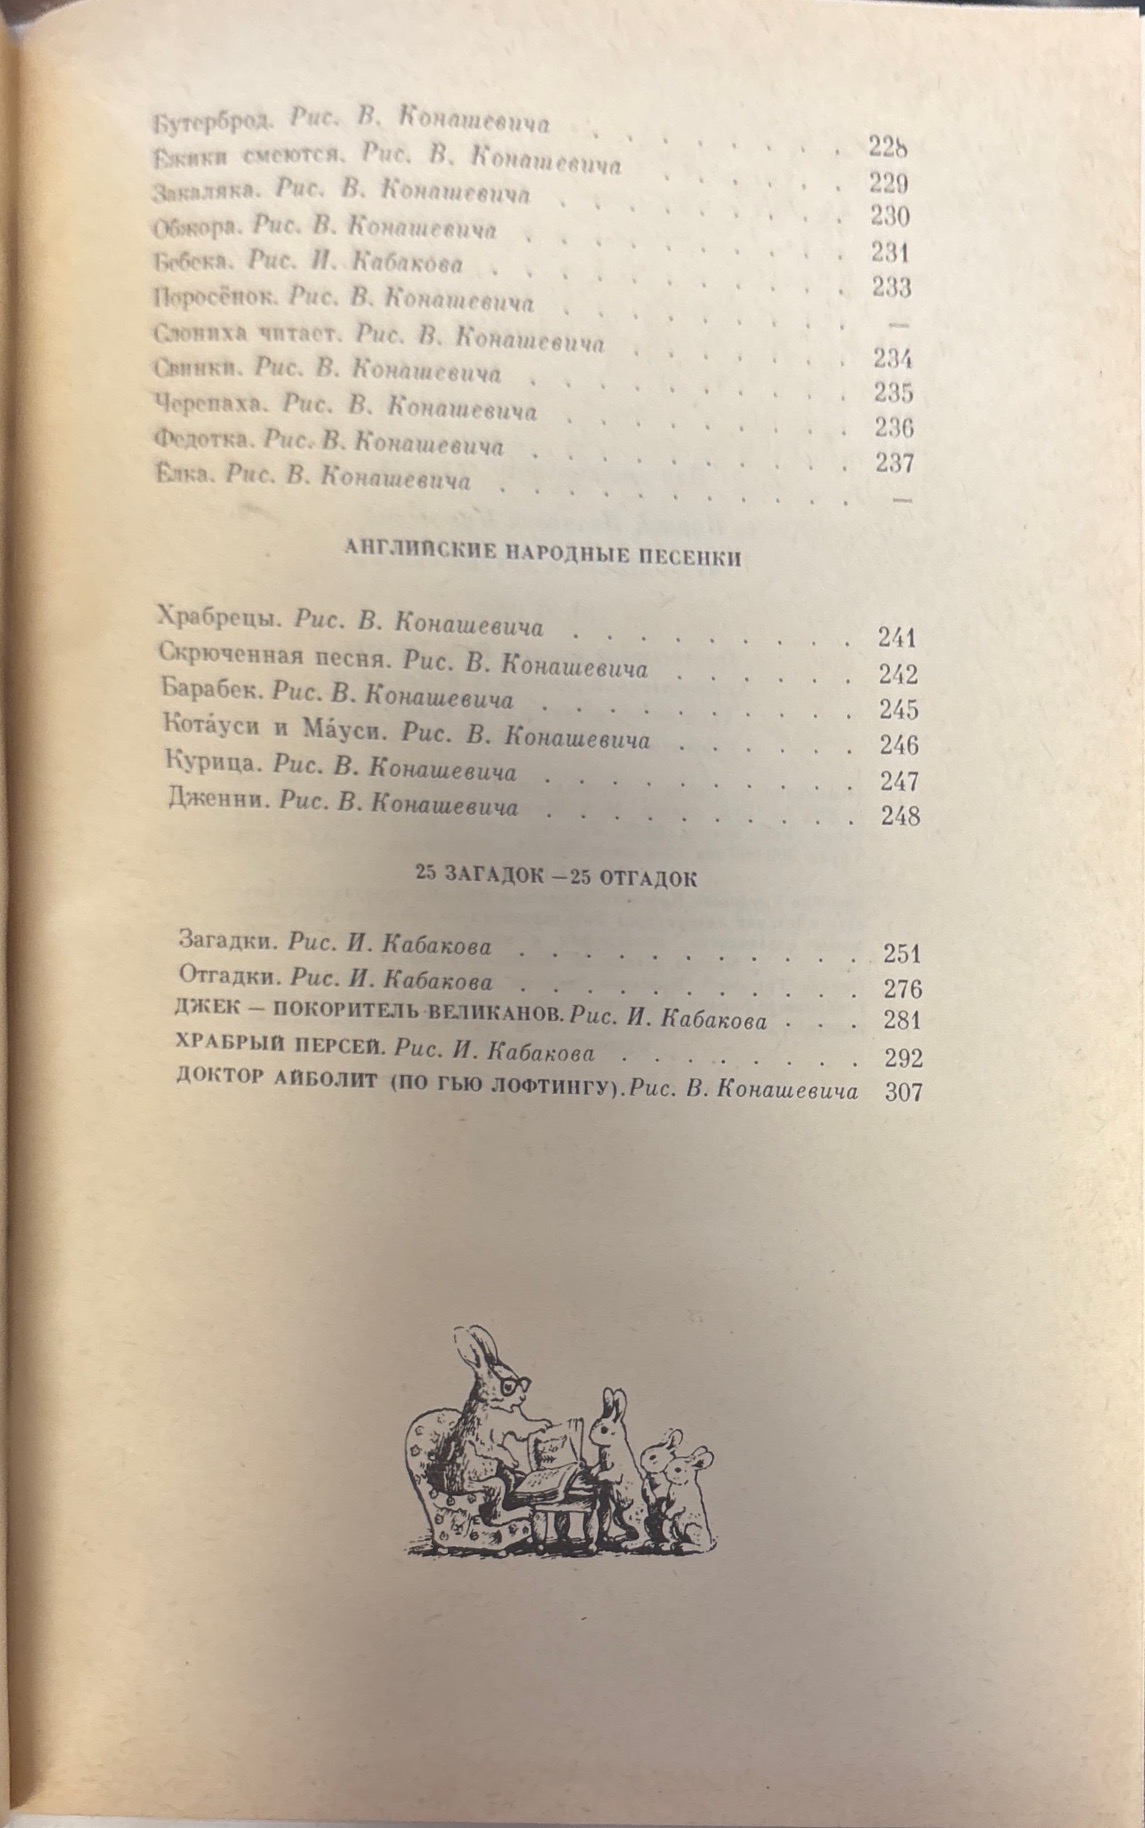 Бутерброд. Рис. В. Конашевича . . . . . . . . 228
Ёжики смеются. Рис. В. Конашевича . . . . . . 229
Закаляка. Рис. В. Конашевича . . . . . . . . . 230
Обжора. Рис. В. Конашевича . . . . . . . . . . 231
Бебека. Рис. И. Кабакова . . . . . . . . . . . 233
Поросёнок. Рис. В. Конашевича . . . . . . . . . —
Слониха читает. Рис. В. Конашевича . . . . . . . 234
Свинки. Рис. В. Конашевича . . . . . . . . . . 235
Черепаха. Рис. В. Конашевича . . . . . . . . . 236
Федотка. Рис. В. Конашевича . . . . . . . . . . 237
Ёлка. Рис. В. Конашевича . . . . . . . . . . . —
АНГЛИЙСКИЕ НАРОДНЫЕ ПЕСЕНКИ
Храбрецы. Рис. В. Конашевича . . . . . . . . . 241
Скрюченная песня. Рис. В. Конашевича . . . . . . 242
Барабек. Рис. В. Конашевича . . . . . . . . . . 245
Кота́уси и Ма́уси. Рис. В. Конашевича . . . . . . 246
Курица. Рис. В. Конашевича . . . . . . . . . . 247
Дженни. Рис. В. Конашевича . . . . . . . . . . 248
25 ЗАГАДОК — 25 ОТГАДОК
Загадки. Рис. И. Кабакова . . . . . . . . . . . 251
Отгадки. Рис. И. Кабакова . . . . . . . . . . . 276
ДЖЕК — ПОКОРИТЕЛЬ ВЕЛИКАНОВ. Рис. И. Кабакова . . . 281
ХРАБРЫЙ ПЕРСЕЙ. Рис. И. Кабакова . . . . . . . . 292
ДОКТОР АЙБОЛИТ (ПО ГЬЮ ЛОФТИНГУ). Рис. В. Конашевича 307